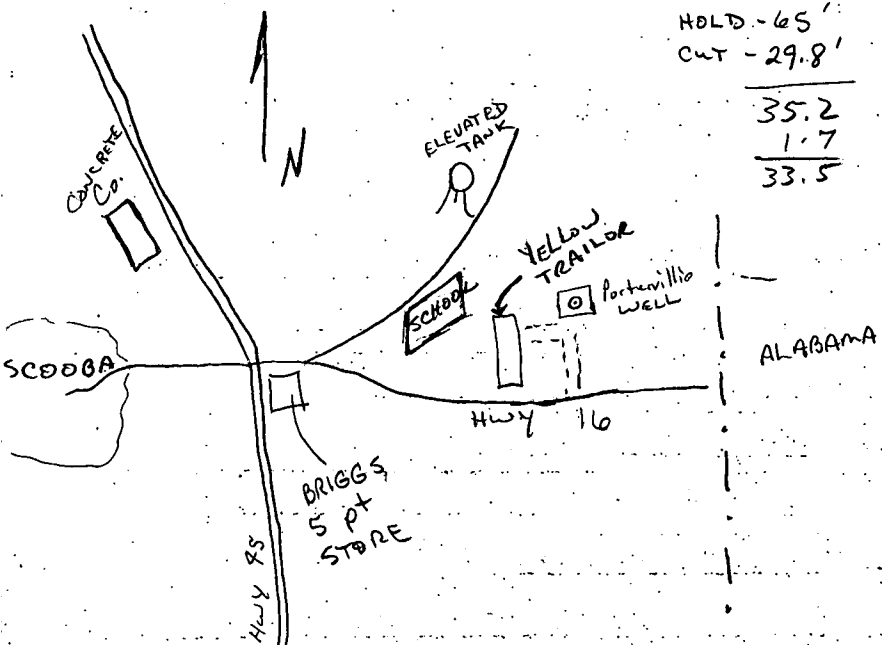 HOLD - 65'
CUT - 29.8'
35.2
1.7
33.5
ELEVATED
TANK
N
CONCRETE
Co.
YELLOW
TRAILOR
SCHOOL
Porterville
WELL
SCOOBA
ALABAMA
HWY 16
BRIGGS
5 pt
STORE
HWY 45